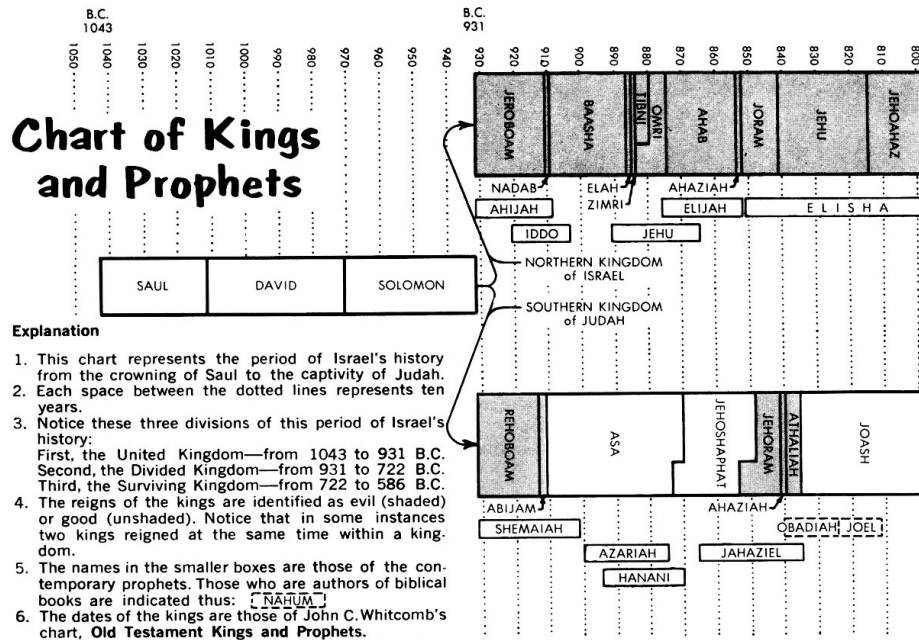 B.C.
1043
B.C.
931
1050
1040
1030
1020
1010
1000
990
980
970
960
950
940
930
920
910
900
890
880
870
860
850
840
830
820
810
800
Chart of Kings
and Prophets
JEROBOAM
BAASHA
TIBNI
OMRI
AHAB
JORAM
JEHU
JEHOAHAZ
NADAB
ELAH
ZIMRI
AHAZIAH
AHIJAH
ELIJAH
ELISHA
IDDO
JEHU
NORTHERN KINGDOM
of ISRAEL
SAUL
DAVID
SOLOMON
SOUTHERN KINGDOM
of JUDAH
Explanation
1. This chart represents the period of Israel's history
from the crowning of Saul to the captivity of Judah.
2. Each space between the dotted lines represents ten
years.
3. Notice these three divisions of this period of Israel's
history:
First, the United Kingdom—from 1043 to 931 B.C.
Second, the Divided Kingdom—from 931 to 722 B.C.
Third, the Surviving Kingdom—from 722 to 586 B.C.
4. The reigns of the kings are identified as evil (shaded)
or good (unshaded). Notice that in some instances
two kings reigned at the same time within a king-
dom.
5. The names in the smaller boxes are those of the con-
temporary prophets. Those who are authors of biblical
books are indicated thus: NAHUM
6. The dates of the kings are those of John C. Whitcomb's
chart, Old Testament Kings and Prophets.
REHOBOAM
ASA
JEHOSHAPHAT
JEHORAM
ATHALIAH
JOASH
ABIJAM
AHAZIAH
SHEMAIAH
OBADIAH
JOEL
AZARIAH
JAHAZIEL
HANANI